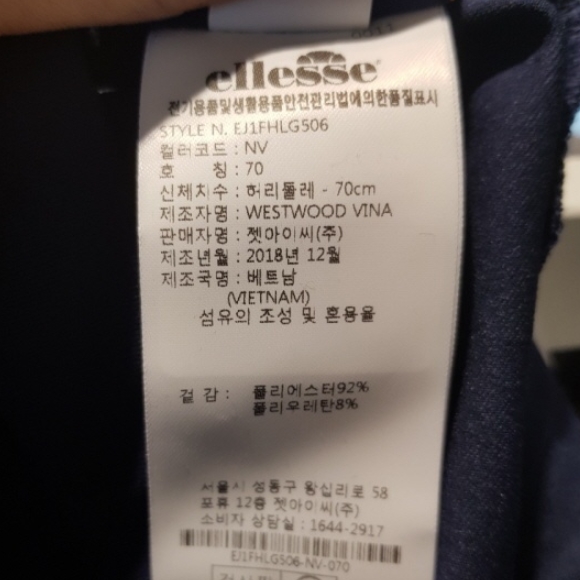 ellesse
전기용품및생활용품안전관리법에의한품질표시
STYLE N. EJ1FHLG506
컬러코드 : NV
호 칭 : 70
신체치수 : 허리둘레 - 70cm
제조자명 : WESTWOOD VINA
판매자명 : 젯아이씨(주)
제조년월 : 2018년 12월
제조국명 : 베트남
(VIETNAM)
섬유의 조성 및 혼용율
겉 감 : 폴리에스터92%
폴리우레탄8%
서울시 성동구 왕십리로 58
포휴 12층 젯아이씨(주)
소비자 상담실 : 1644-2917
EJ1FHLG506-NV-070